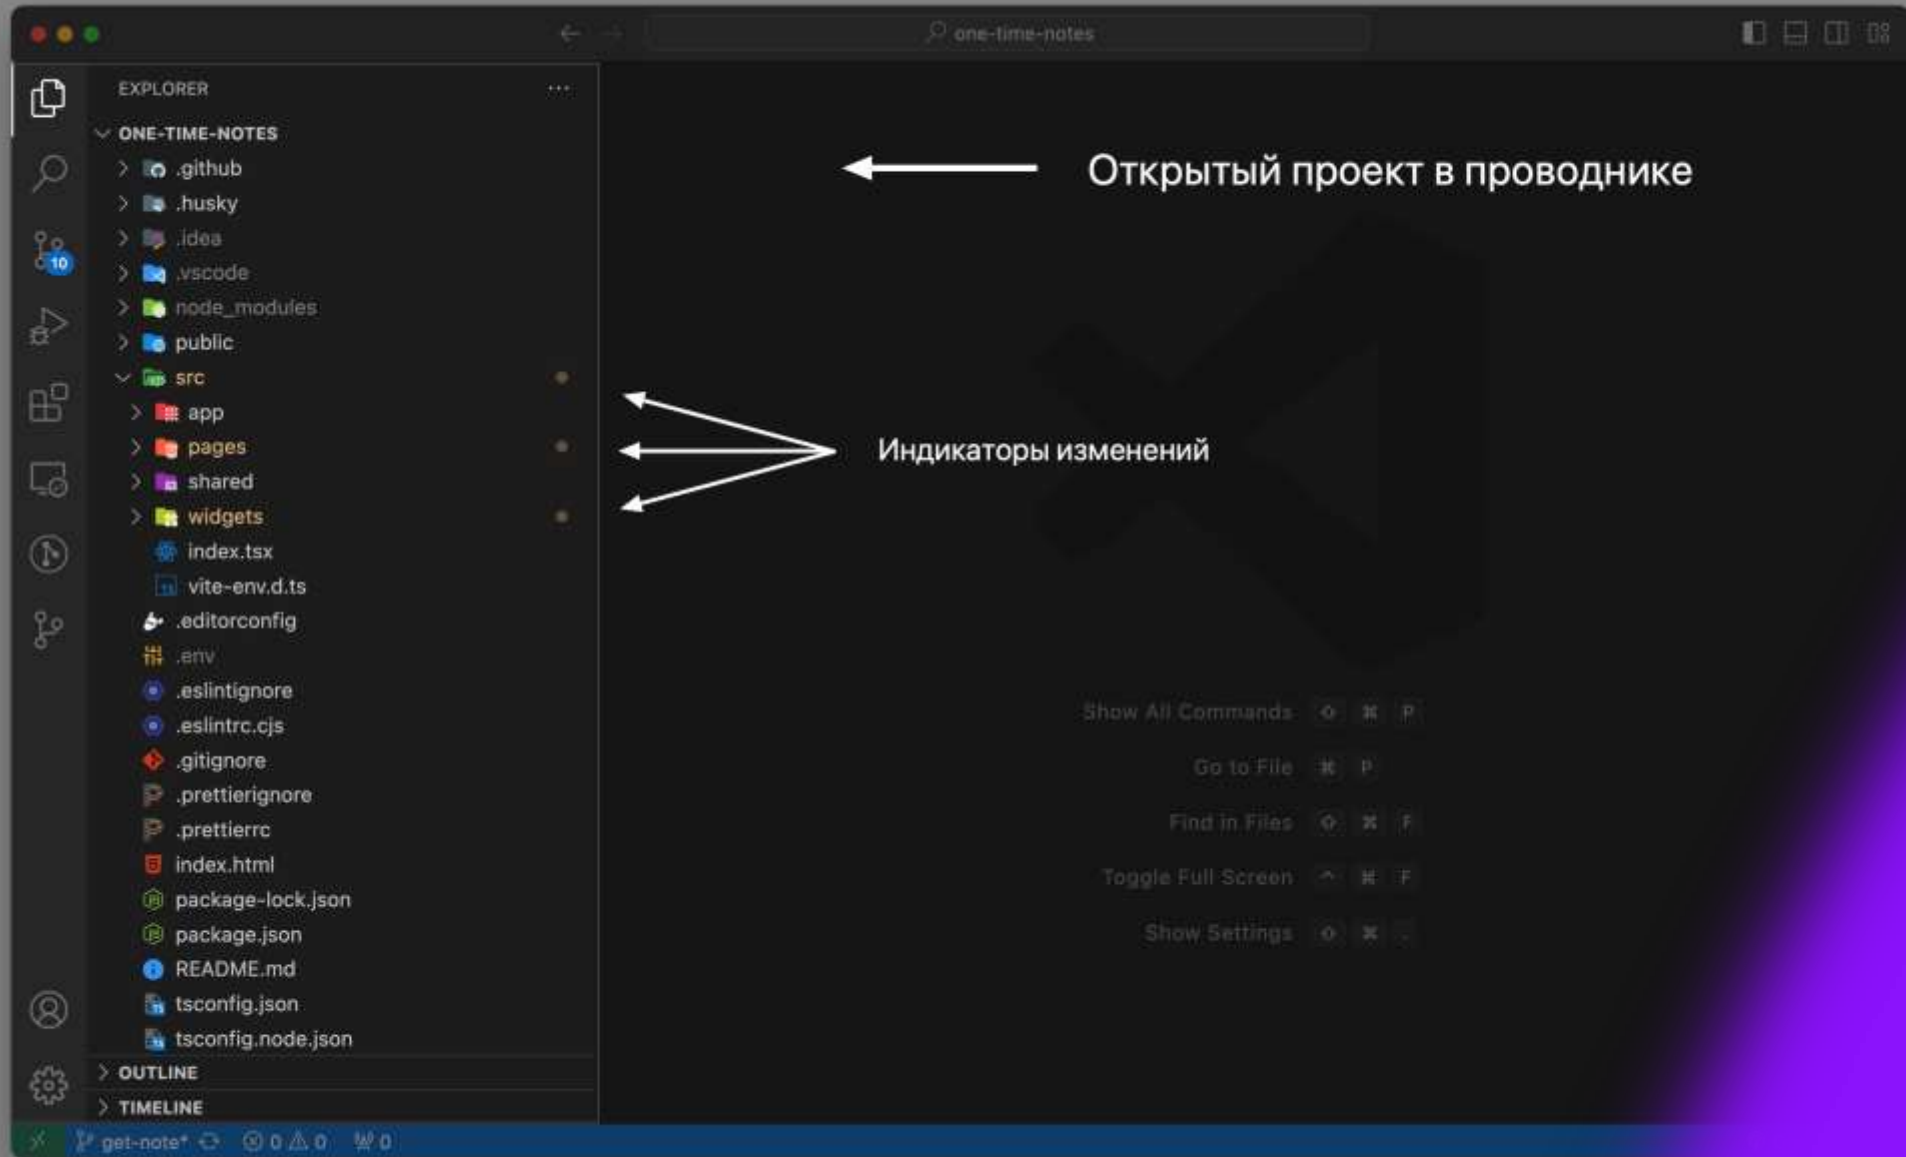 one-time-notes
EXPLORER
ONE-TIME-NOTES
.github
Открытый проект в проводнике
.husky
.idea
10
.vscode
node_modules
public
src
app
pages
Индикаторы изменений
shared
widgets
index.tsx
vite-env.d.ts
.editorconfig
.env
.eslintignore
.eslintrc.cjs
Show All Commands ⇧ ⌘ P
.gitignore
Go to File ⌘ P
.prettierignore
.prettierrc
Find in Files ⇧ ⌘ F
index.html
Toggle Full Screen ^ ⌘ F
package-lock.json
package.json
Show Settings ⌘
README.md
tsconfig.json
tsconfig.node.json
OUTLINE
TIMELINE
get-note* 0 0 0